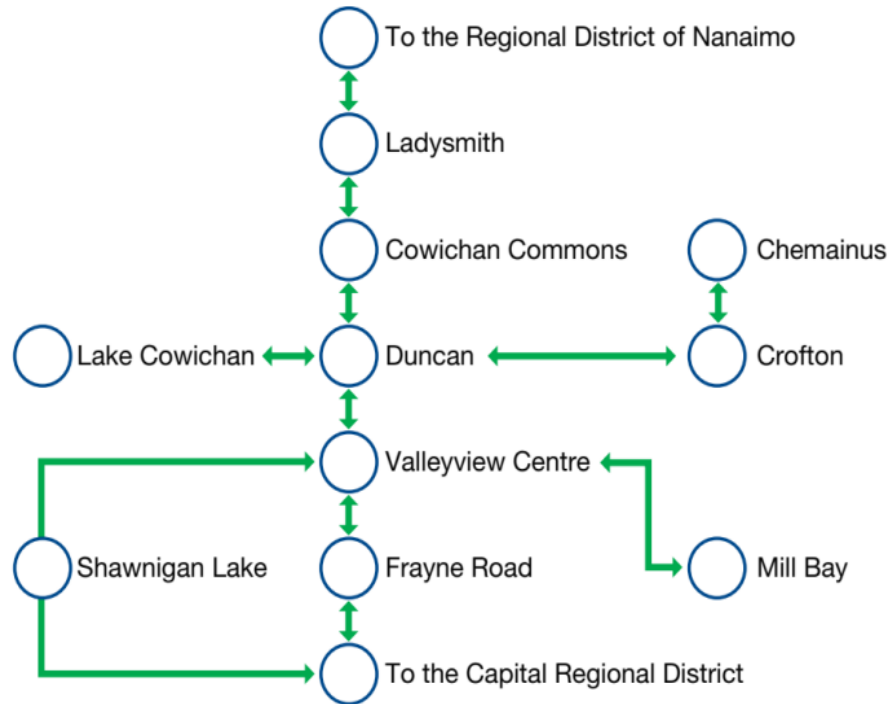 To the Regional District of Nanaimo
Ladysmith
Cowichan Commons
Chemainus
Lake Cowichan
Duncan
Crofton
Valleyview Centre
Shawnigan Lake
Frayne Road
Mill Bay
To the Capital Regional District